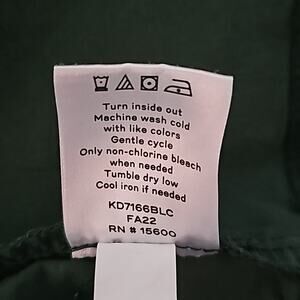 Turn inside out
Machine wash cold
with like colors
Gentle cycle
Only non-chlorine bleach
when needed
Tumble dry low
Cool iron if needed
KD7166BLC
FA22
RN # 15600